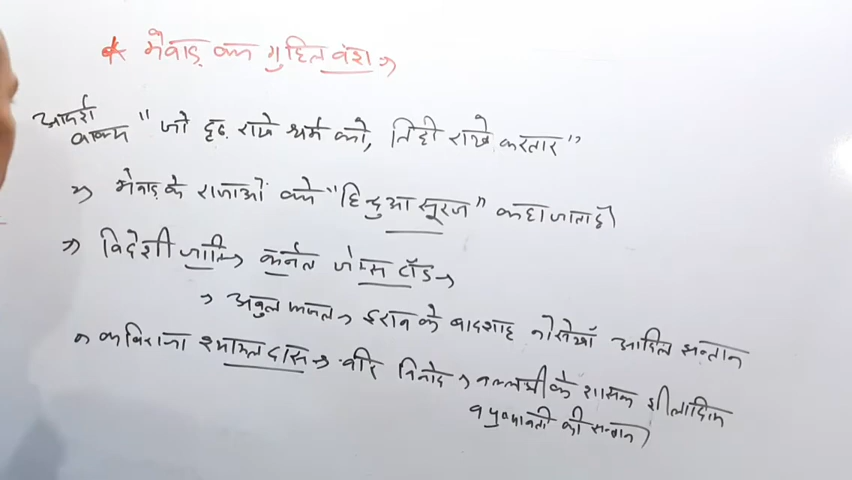 * मेवाड़ का गुहिल वंश →
आदर्श वाक्य "जो दृढ़ राखे धर्म को, तिही राखे करतार"
→ मेवाड़ के राजाओं को "हिन्दुआ सूरज" कहा जाता है।
→ विदेशी जाति → कर्नल जेम्स टॉड →
→ अबुल फजल → ईरान के बादशाह नोसेखाँ आदिल सन्तान
→ कविराजा श्यामलदास → वीर विनोद → वल्लभी के शासक शीलादित्य
व पुष्पावती की सन्तान।